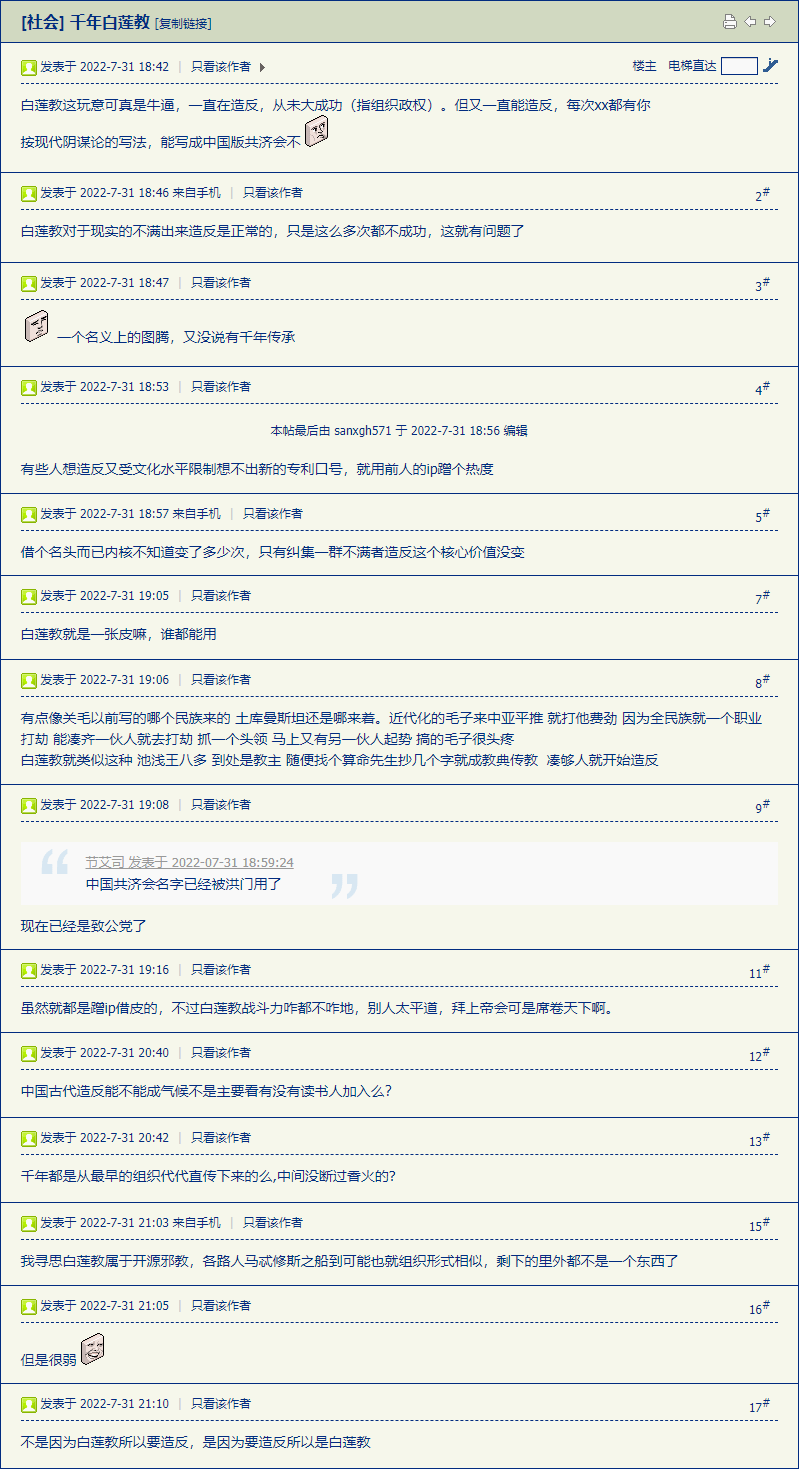 [社会] 千年白莲教 [复制链接]
发表于 2022-7-31 18:42 | 只看该作者 楼主 电梯直达
白莲教这玩意可真是牛逼，一直在造反，从未大成功（指组织政权）。但又一直能造反，每次xx都有你
按现代阴谋论的写法，能写成中国版共济会不
发表于 2022-7-31 18:46 来自手机 | 只看该作者 2#
白莲教对于现实的不满出来造反是正常的，只是这么多次都不成功，这就有问题了
发表于 2022-7-31 18:47 | 只看该作者 3#
一个名义上的图腾，又没说有千年传承
发表于 2022-7-31 18:53 | 只看该作者 4#
本帖最后由 sanxgh571 于 2022-7-31 18:56 编辑
有些人想造反又受文化水平限制想不出新的专利口号，就用前人的ip蹭个热度
发表于 2022-7-31 18:57 来自手机 | 只看该作者 5#
借个名头而已内核不知道变了多少次，只有纠集一群不满者造反这个核心价值没变
发表于 2022-7-31 19:05 | 只看该作者 7#
白莲教就是一张皮嘛，谁都能用
发表于 2022-7-31 19:06 | 只看该作者 8#
有点像关毛以前写的哪个民族来的 土库曼斯坦还是哪来着。近代化的毛子来中亚平推 就打他费劲 因为全民族就一个职业
打劫 能凑齐一伙人就去打劫 抓一个头领 马上又有另一伙人起势 搞的毛子很头疼
白莲教就类似这种 池浅王八多 到处是教主 随便找个算命先生抄几个字就成教典传教 凑够人就开始造反
发表于 2022-7-31 19:08 | 只看该作者 9#
节艾司 发表于 2022-07-31 18:59:24
中国共济会名字已经被洪门用了
现在已经是致公党了
发表于 2022-7-31 19:16 | 只看该作者 11#
虽然就都是蹭ip借皮的，不过白莲教战斗力咋都不咋地，别人太平道，拜上帝会可是席卷天下啊。
发表于 2022-7-31 20:40 | 只看该作者 12#
中国古代造反能不能成气候不是主要看有没有读书人加入么？
发表于 2022-7-31 20:42 | 只看该作者 13#
千年都是从最早的组织代代直传下来的么,中间没断过香火的?
发表于 2022-7-31 21:03 来自手机 | 只看该作者 15#
我寻思白莲教属于开源邪教，各路人马忒修斯之船到可能也就组织形式相似，剩下的里外都不是一个东西了
发表于 2022-7-31 21:05 | 只看该作者 16#
但是很弱
发表于 2022-7-31 21:10 | 只看该作者 17#
不是因为白莲教所以要造反，是因为要造反所以是白莲教